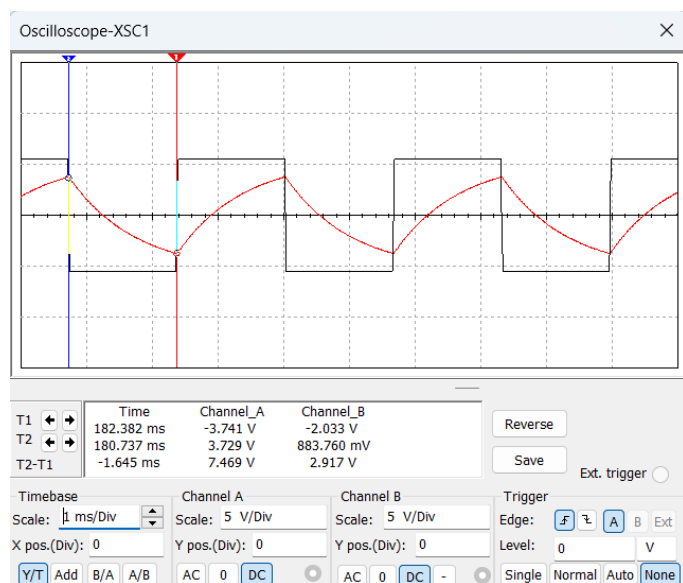 Oscilloscope-XSC1
2 1
Time Channel_A Channel_B
T1 182.382 ms -3.741 V -2.033 V
T2 180.737 ms 3.729 V 883.760 mV
T2-T1 -1.645 ms 7.469 V 2.917 V
Reverse
Save
Ext. trigger
Timebase Channel A Channel B Trigger
Scale: 1 ms/Div Scale: 5 V/Div Scale: 5 V/Div Edge: A B Ext
X pos.(Div): 0 Y pos.(Div): 0 Y pos.(Div): 0 Level: 0 V
Y/T Add B/A A/B AC 0 DC AC 0 DC - Single Normal Auto None